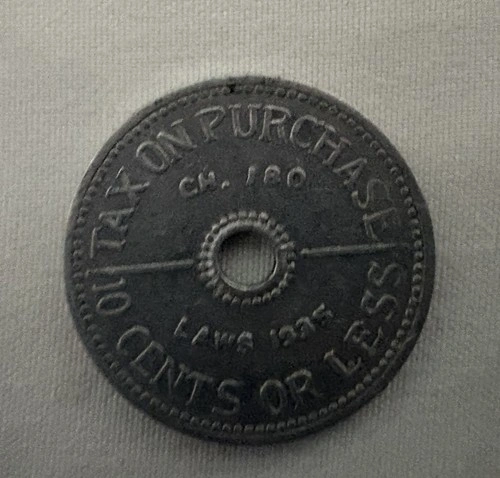 TAX ON PURCHASE
CH. 180
LAWS 1935
10 CENTS OR LESS